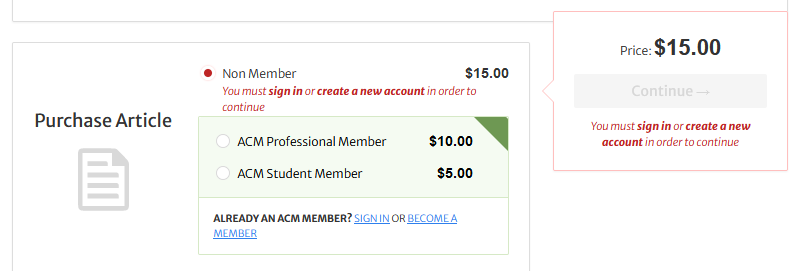 Purchase Article
Non Member $15.00
You must sign in or create a new account in order to
continue
ACM Professional Member $10.00
ACM Student Member $5.00
ALREADY AN ACM MEMBER? SIGN IN OR BECOME A
MEMBER
Price: $15.00
Continue→
You must sign in or create a new
account in order to continue